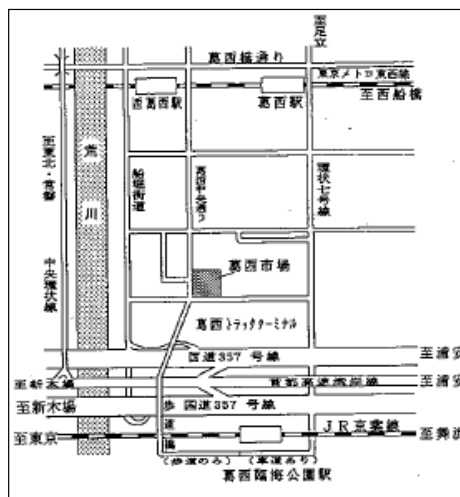 至足立
葛西橋通り
東京メトロ東西線
西葛西駅
葛西駅
至西船橋
至東北・常磐
荒川
船堀街道
葛西中央通り
環状七号線
中央環状線
葛西市場
葛西トラックターミナル
国道357号線
至浦安
至新木場
首都高速湾岸線
至浦安
至新木場
歩道橋
国道357号線
至東京
JR京葉線
至舞浜
(歩道のみ)
(車道あり)
葛西臨海公園駅